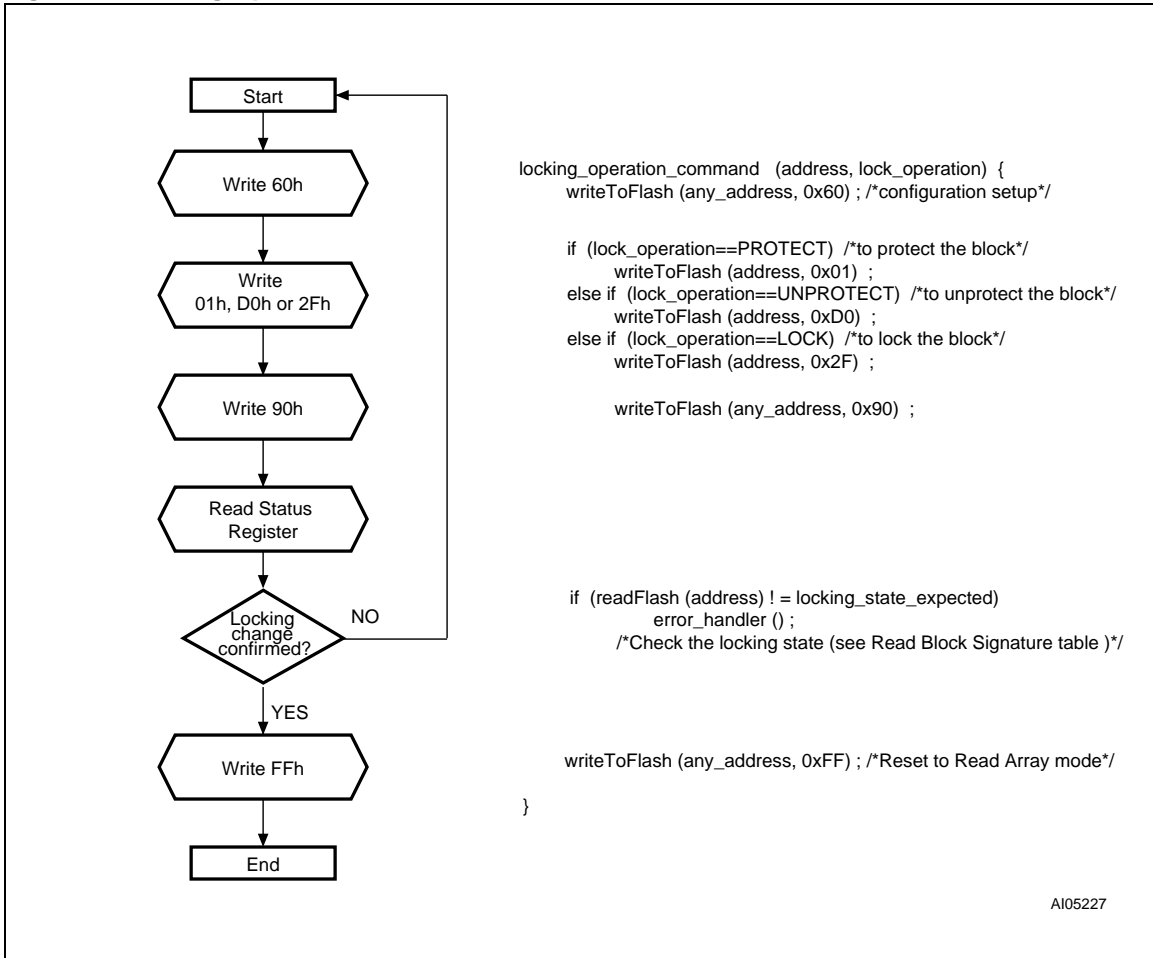 Start
Write 60h
Write
01h, D0h or 2Fh
Write 90h
Read Status
Register
Locking
change
confirmed?
NO
YES
Write FFh
End
locking_operation_command (address, lock_operation) {
writeToFlash (any_address, 0x60) ; /*configuration setup*/
if (lock_operation==PROTECT) /*to protect the block*/
writeToFlash (address, 0x01) ;
else if (lock_operation==UNPROTECT) /*to unprotect the block*/
writeToFlash (address, 0xD0) ;
else if (lock_operation==LOCK) /*to lock the block*/
writeToFlash (address, 0x2F) ;
writeToFlash (any_address, 0x90) ;
if (readFlash (address) ! = locking_state_expected)
error_handler () ;
/*Check the locking state (see Read Block Signature table )*/
writeToFlash (any_address, 0xFF) ; /*Reset to Read Array mode*/
}
AI05227